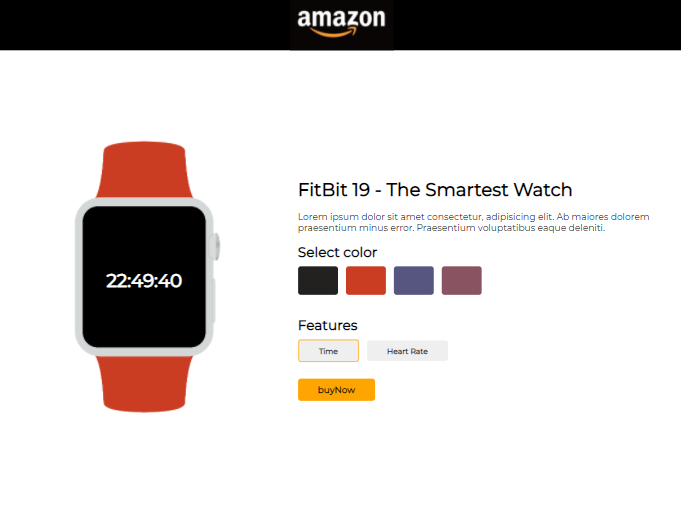 amazon
FitBit 19 - The Smartest Watch
Lorem ipsum dolor sit amet consectetur, adipisicing elit. Ab maiores dolorem
praesentium minus error. Praesentium voluptatibus eaque deleniti.
Select color
22:49:40
Features
Time
Heart Rate
buyNow